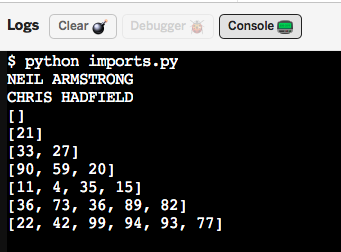 Logs Clear Debugger Console
$ python imports.py
NEIL ARMSTRONG
CHRIS HADFIELD
[]
[21]
[33, 27]
[90, 59, 20]
[11, 4, 35, 15]
[36, 73, 36, 89, 82]
[22, 42, 99, 94, 93, 77]